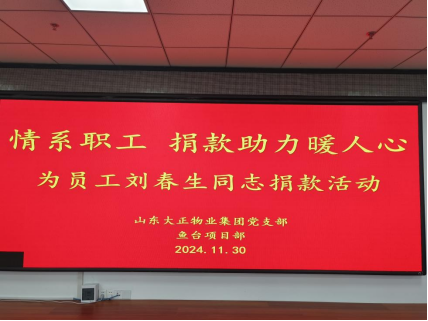 情系职工 捐款助力暖人心
为员工刘春生同志捐款活动
山东大正物业集团党支部
鱼台项目部
2024.11.30